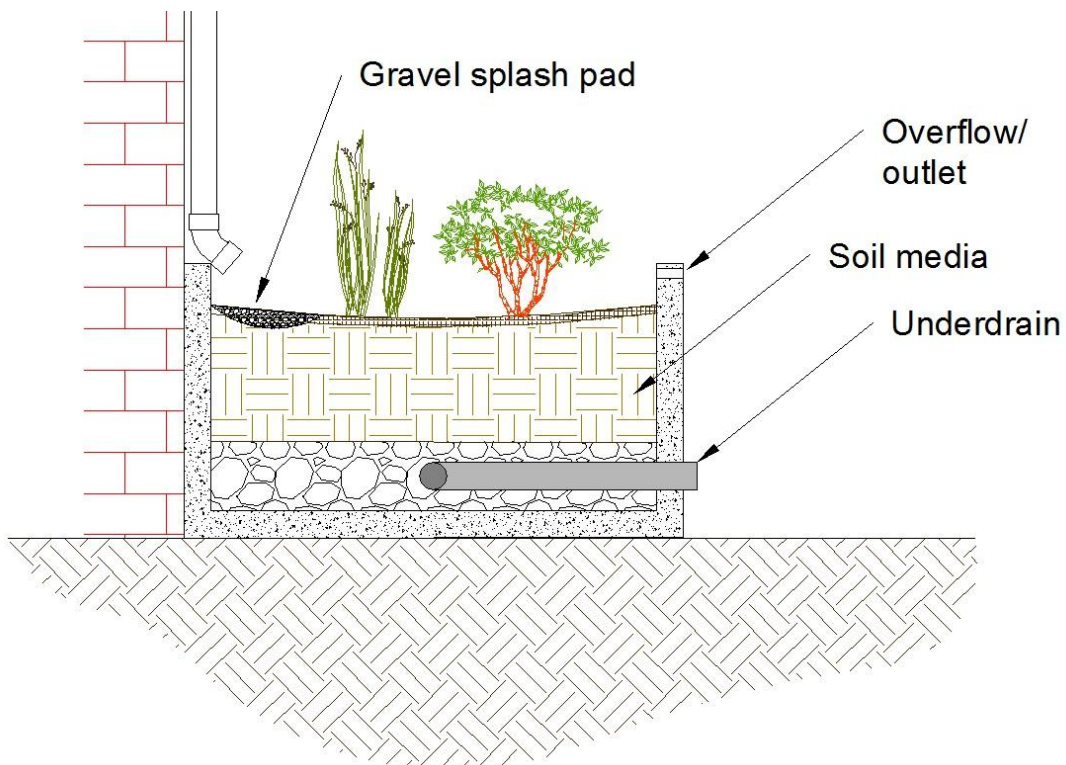 Gravel splash pad
Overflow/
outlet
Soil media
Underdrain